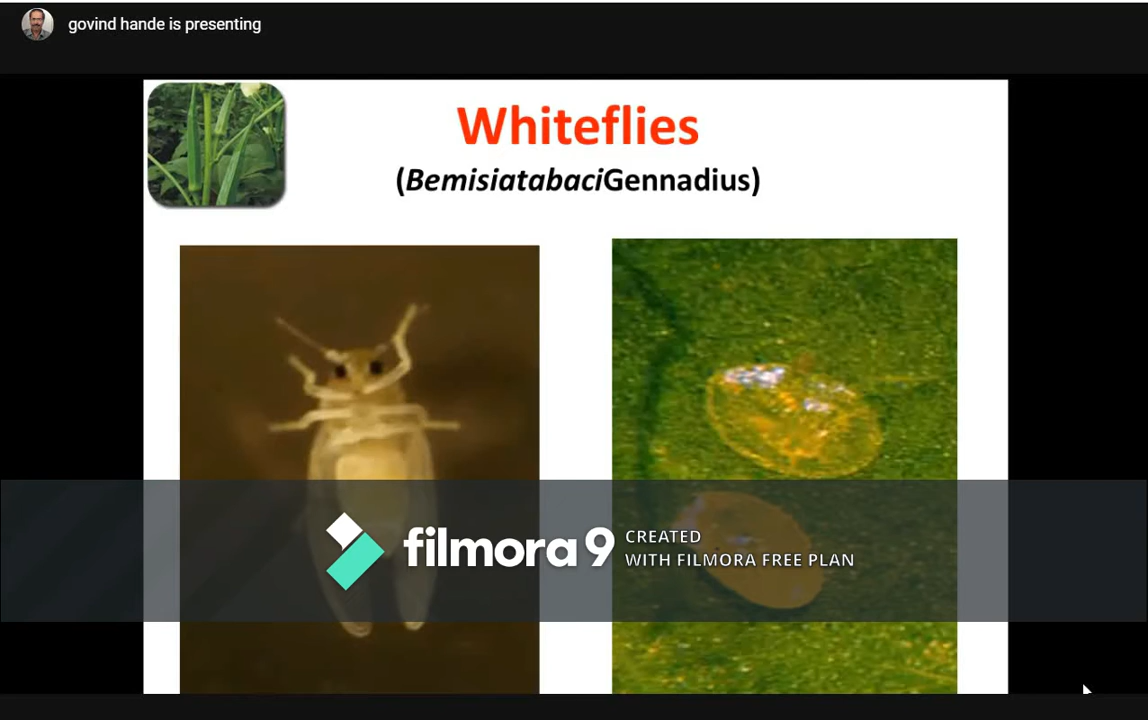 govind hande is presenting
Whiteflies
(BemisiatabaciGennadius)
filmora9
CREATED
WITH FILMORA FREE PLAN